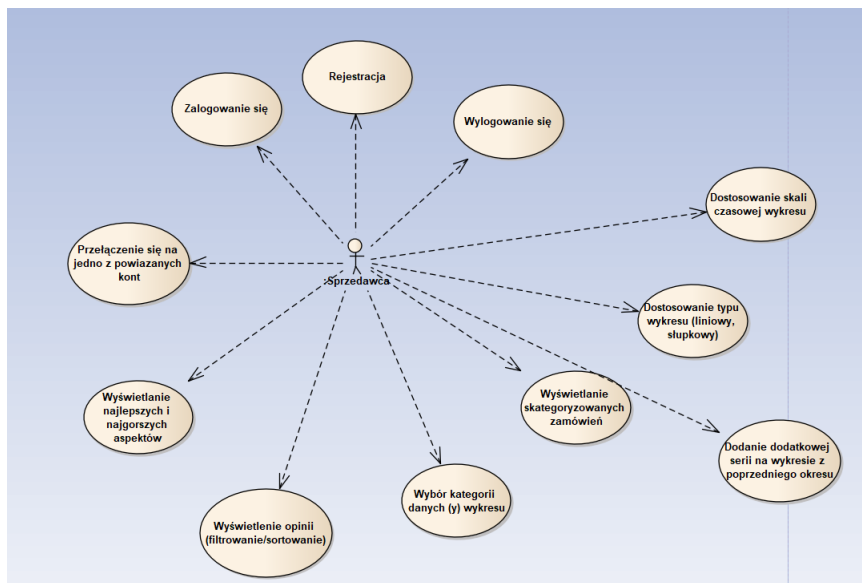 Rejestracja
Zalogowanie się
Wylogowanie się
Dostosowanie skali
czasowej wykresu
Przełączenie się na
jedno z powiazanych
kont
Sprzedawca
Dostosowanie typu
wykresu (liniowy,
słupkowy)
Wyświetlanie
najlepszych i
najgorszych
aspektów
Wyświetlanie
skategoryzowanych
zamówień
Dodanie dodatkowej
serii na wykresie z
poprzedniego okresu
Wybór kategorii
danych (y) wykresu
Wyświetlenie opinii
(filtrowanie/sortowanie)